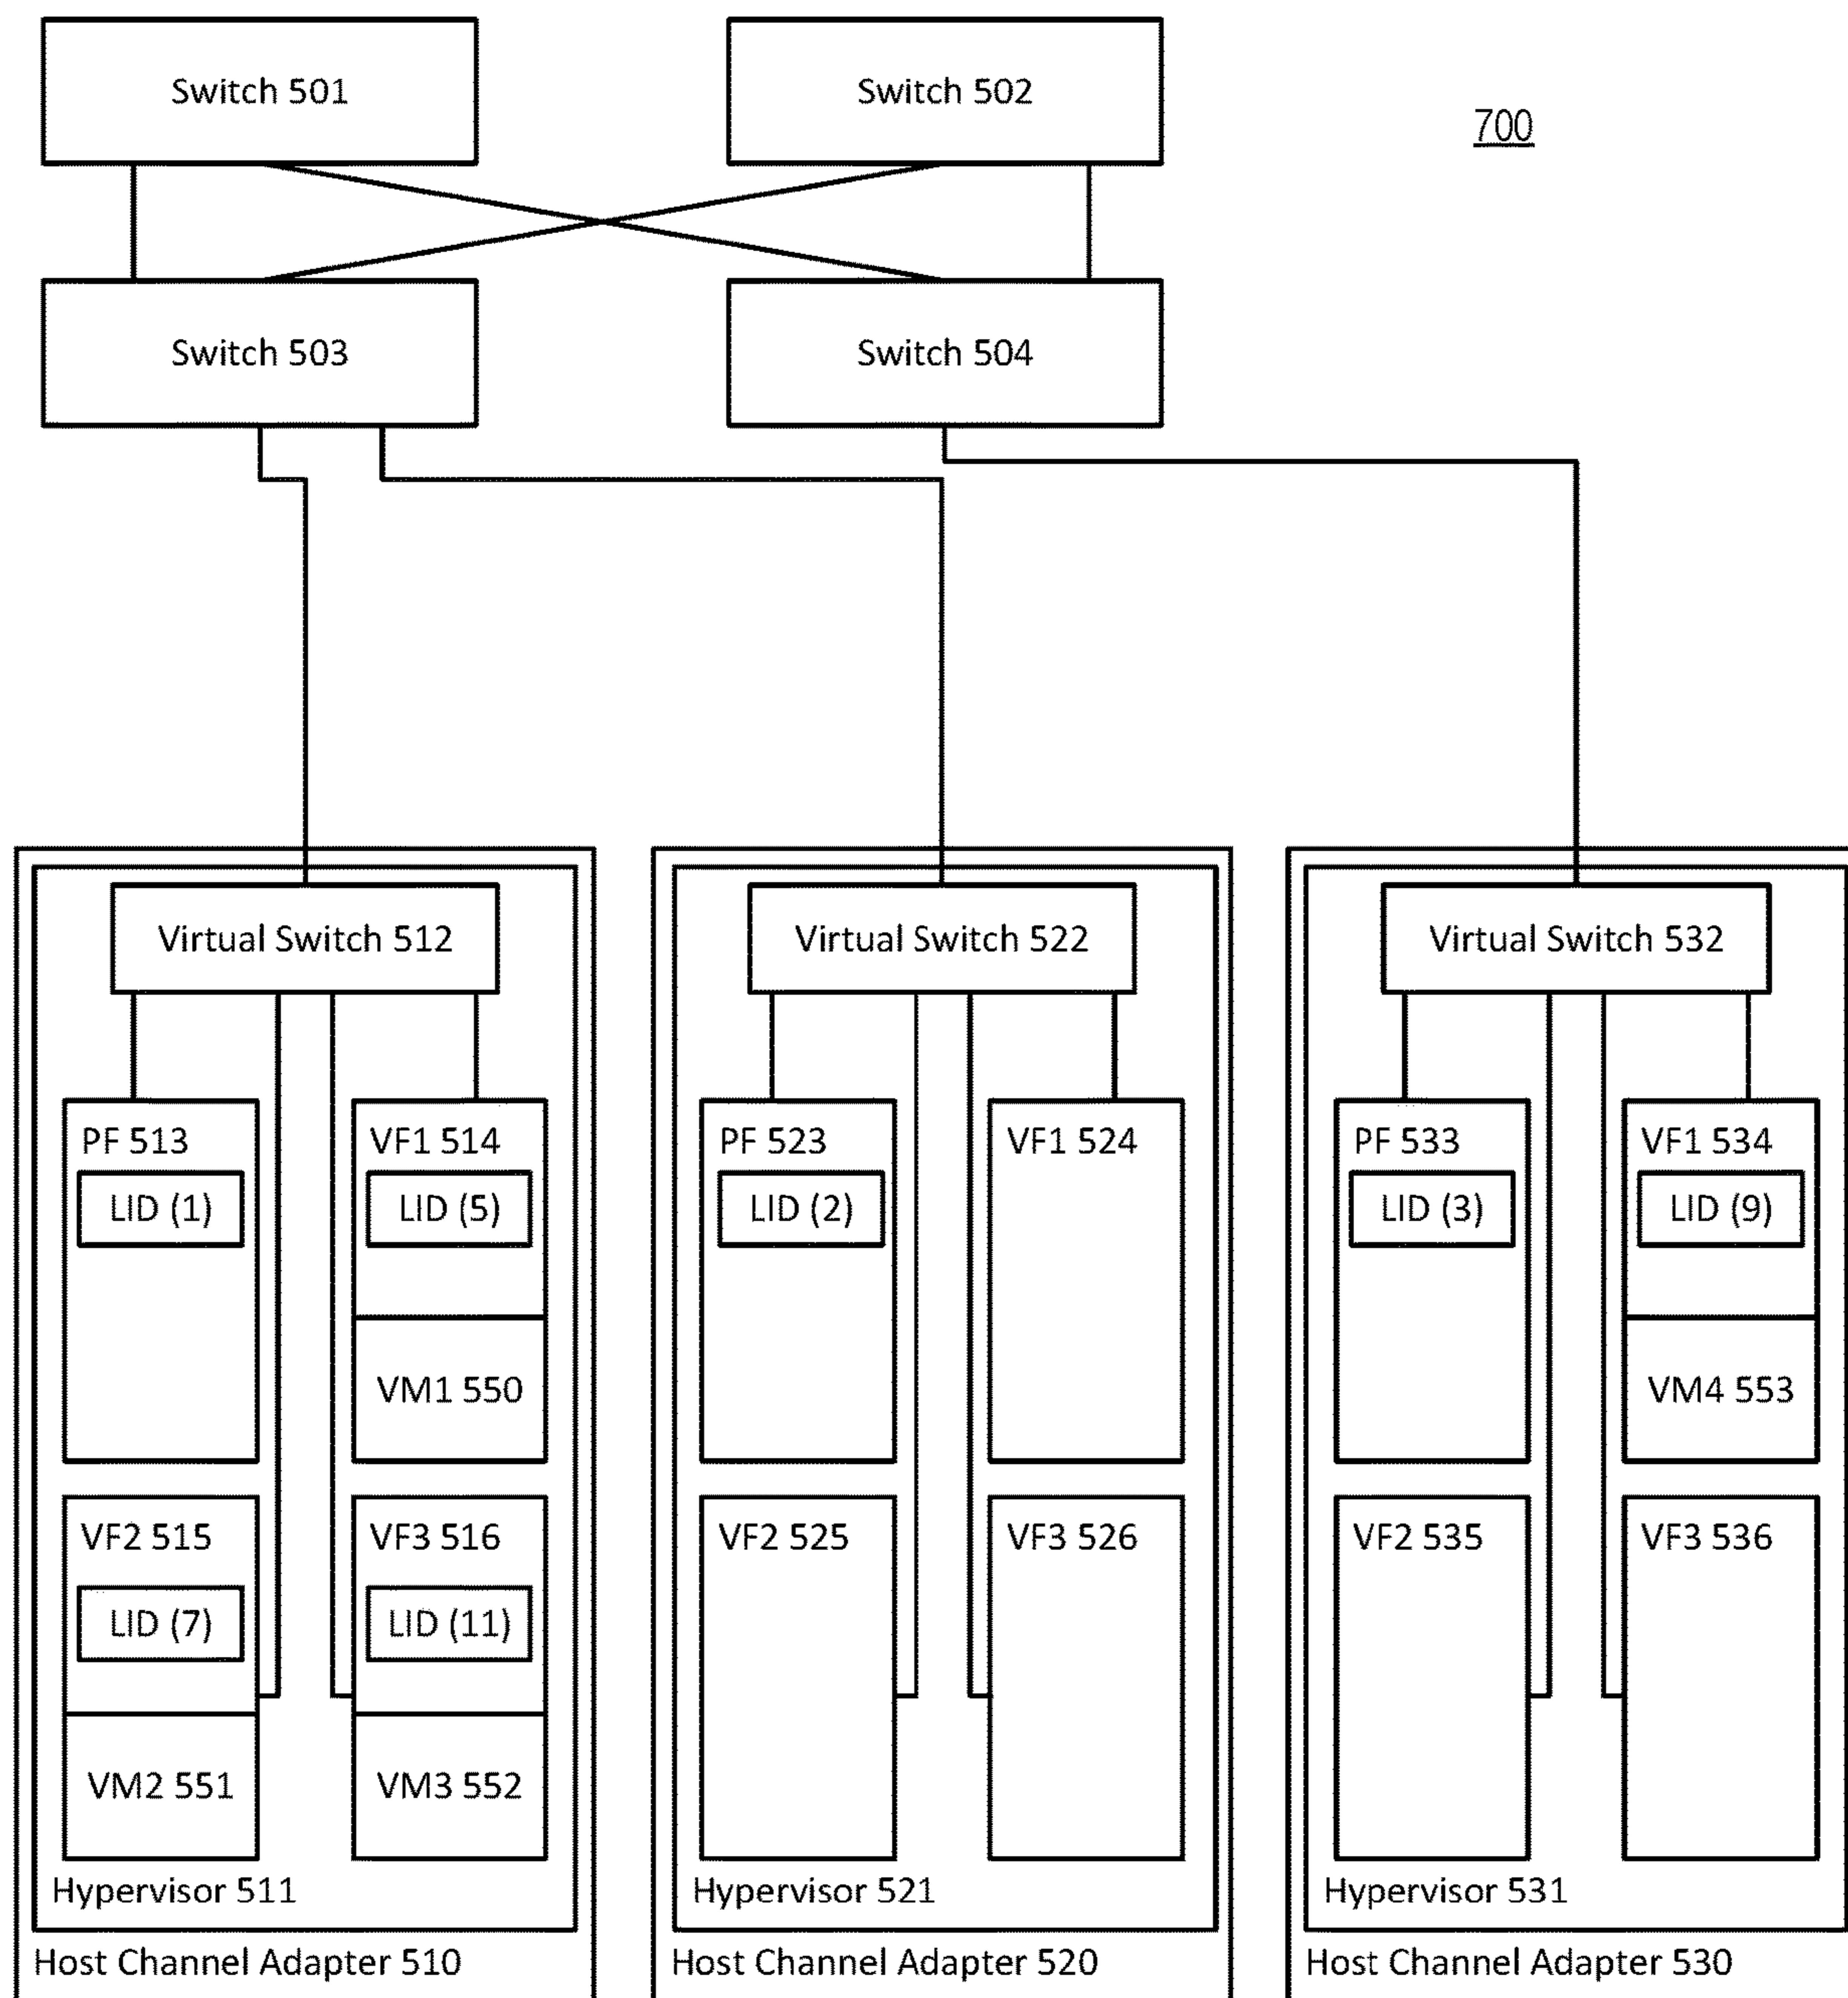 Switch 501
Switch 502
700
Switch 503
Switch 504
Virtual Switch 512
Virtual Switch 522
Virtual Switch 532
PF 513
LID (1)
VF1 514
LID (5)
VM1 550
PF 523
LID (2)
VF1 524
PF 533
LID (3)
VF1 534
LID (9)
VM4 553
VF2 515
LID (7)
VM2 551
VF3 516
LID (11)
VM3 552
VF2 525
VF3 526
VF2 535
VF3 536
Hypervisor 511
Hypervisor 521
Hypervisor 531
Host Channel Adapter 510
Host Channel Adapter 520
Host Channel Adapter 530